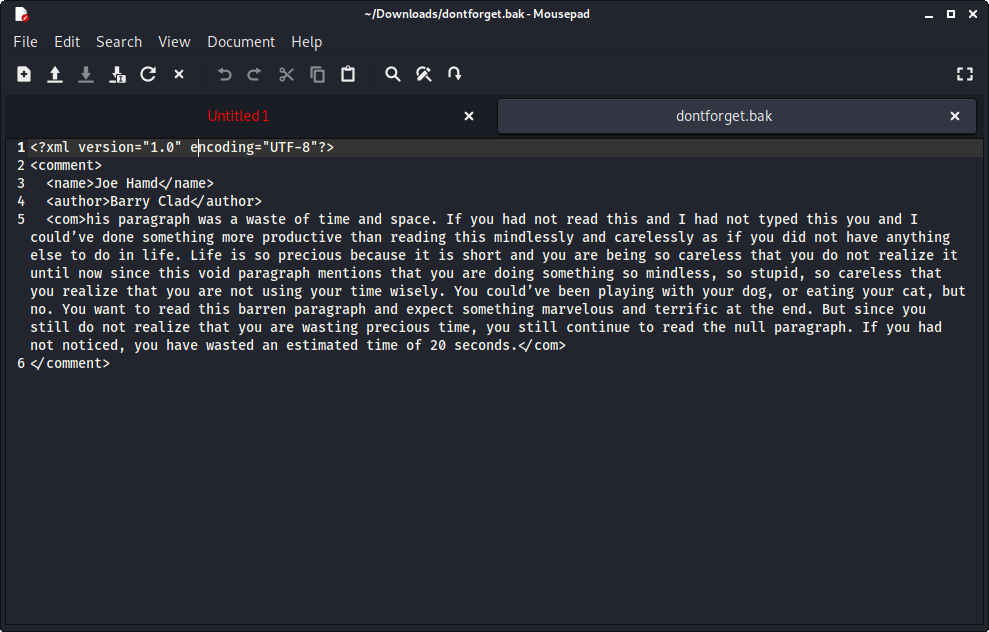 ~/Downloads/dontforget.bak - Mousepad
File Edit Search View Document Help
Untitled 1
dontforget.bak
1 <?xml version="1.0" encoding="UTF-8"?>
2 <comment>
3 <name>Joe Hamd</name>
4 <author>Barry Clad</author>
5 <com>his paragraph was a waste of time and space. If you had not read this and I had not typed this you and I
could’ve done something more productive than reading this mindlessly and carelessly as if you did not have anything
else to do in life. Life is so precious because it is short and you are being so careless that you do not realize it
until now since this void paragraph mentions that you are doing something so mindless, so stupid, so careless that
you realize that you are not using your time wisely. You could’ve been playing with your dog, or eating your cat, but
no. You want to read this barren paragraph and expect something marvelous and terrific at the end. But since you
still do not realize that you are wasting precious time, you still continue to read the null paragraph. If you had
not noticed, you have wasted an estimated time of 20 seconds.</com>
6 </comment>